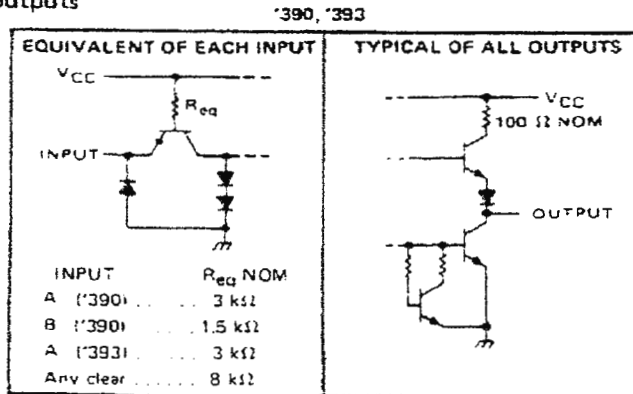 outputs
'390, '393
EQUIVALENT OF EACH INPUT
VCC
Req
INPUT
INPUT Req NOM
A ('390) . . . . . 3 kΩ
B ('390) . . . . . 1.5 kΩ
A ('393) . . . . . 3 kΩ
Any clear . . . . . . 8 kΩ
TYPICAL OF ALL OUTPUTS
VCC
100 Ω NOM
OUTPUT